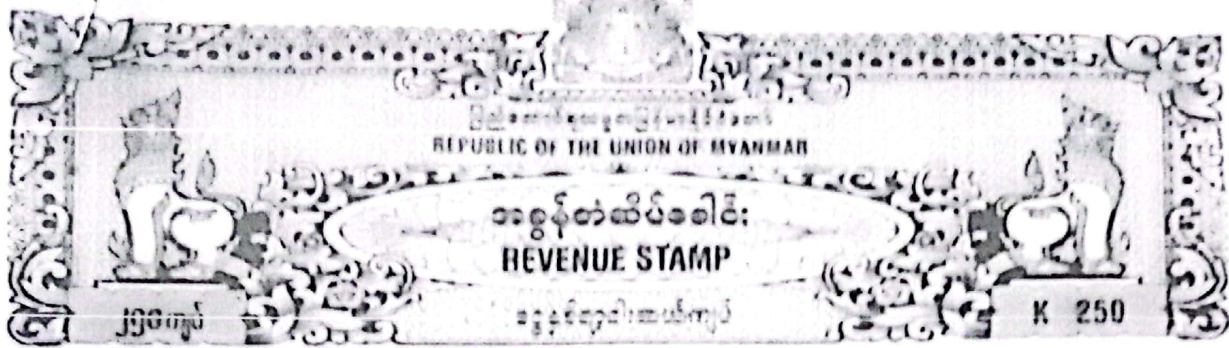 ပြည်ထောင်စုသမ္မတမြန်မာနိုင်ငံတော်
REPUBLIC OF THE UNION OF MYANMAR
အခွန်တံဆိပ်ခေါင်း
REVENUE STAMP
၂၅၀ကျပ်
ငွေနှစ်ရာ့ငါးဆယ်ကျပ်
K 250